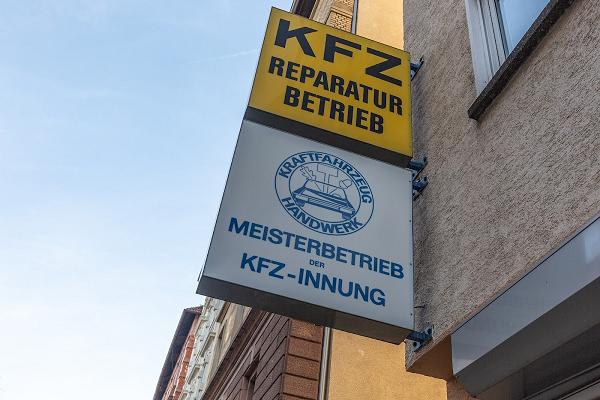 KFZ
REPARATUR
BETRIEB
KRAFTFAHRZEUG
HANDWERK
MEISTERBETRIEB
DER
KFZ-INNUNG